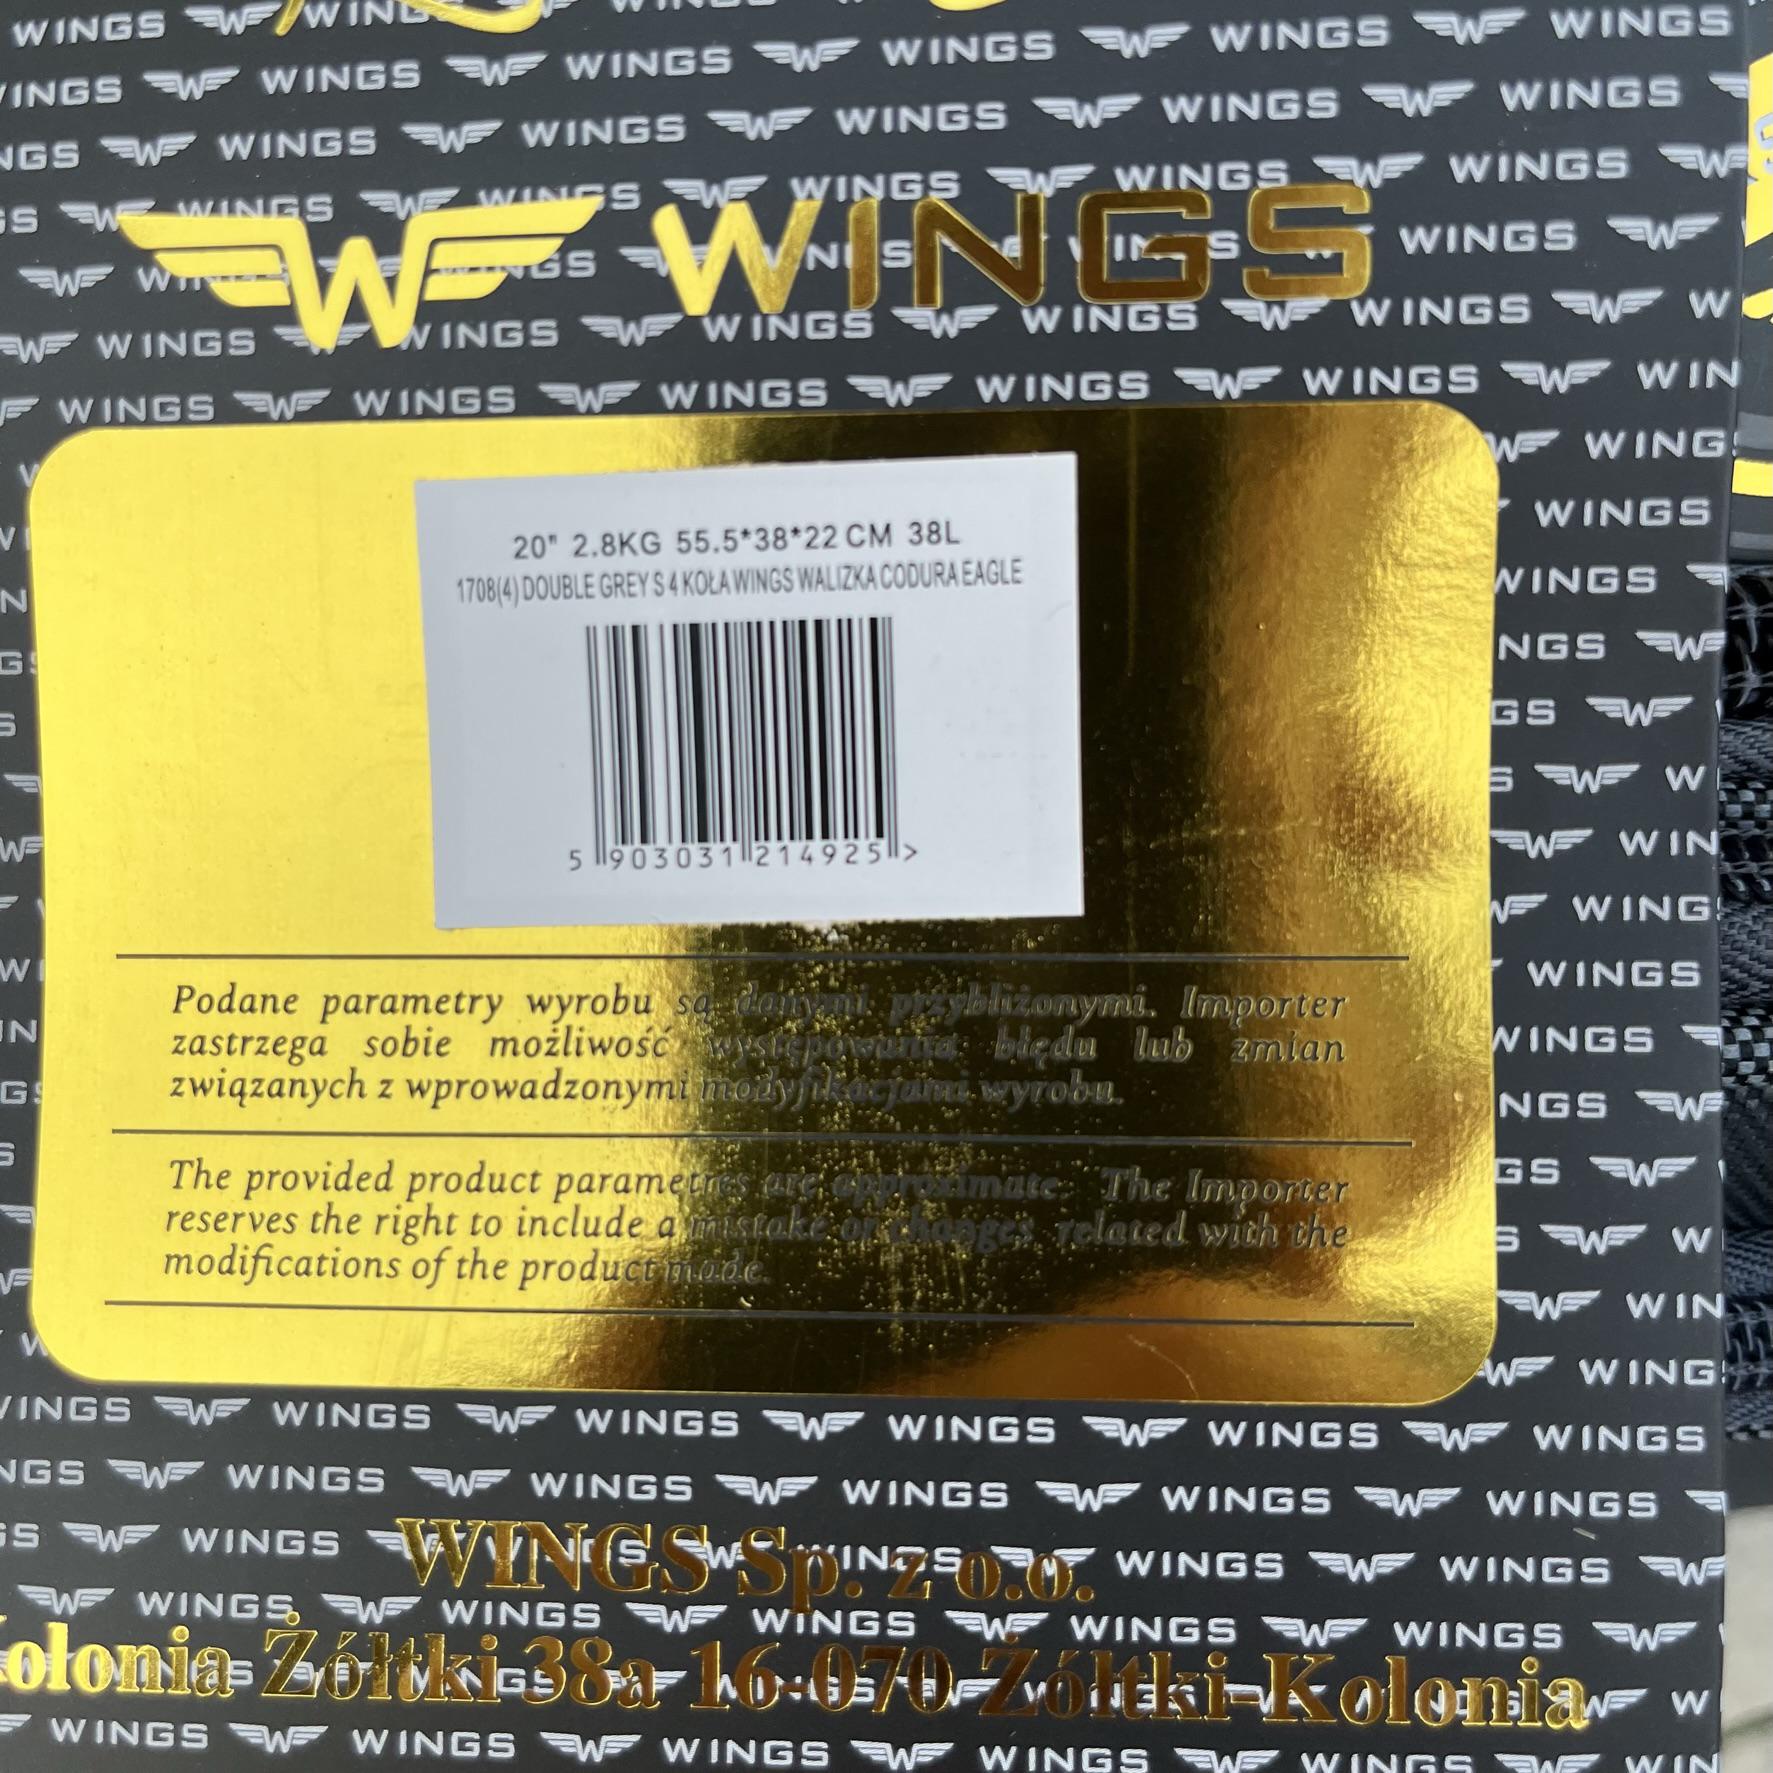 WINGS
20" 2.8KG 55.5*38*22 CM 38L
1708(4) DOUBLE GREY S 4 KOŁA WINGS WALIZKA CODURA EAGLE
5 903031 214925 >
Podane parametry wyrobu są danymi przybliżonymi. Importer
zastrzega sobie możliwość występowania błędu lub zmian
związanych z wprowadzonymi modyfikacjami wyrobu.
The provided product parametres are approximate. The Importer
reserves the right to include a mistake or changes related with the
modifications of the product made.
WINGS Sp. z o.o.
Kolonia Żółtki 38a 16-070 Żółtki-Kolonia